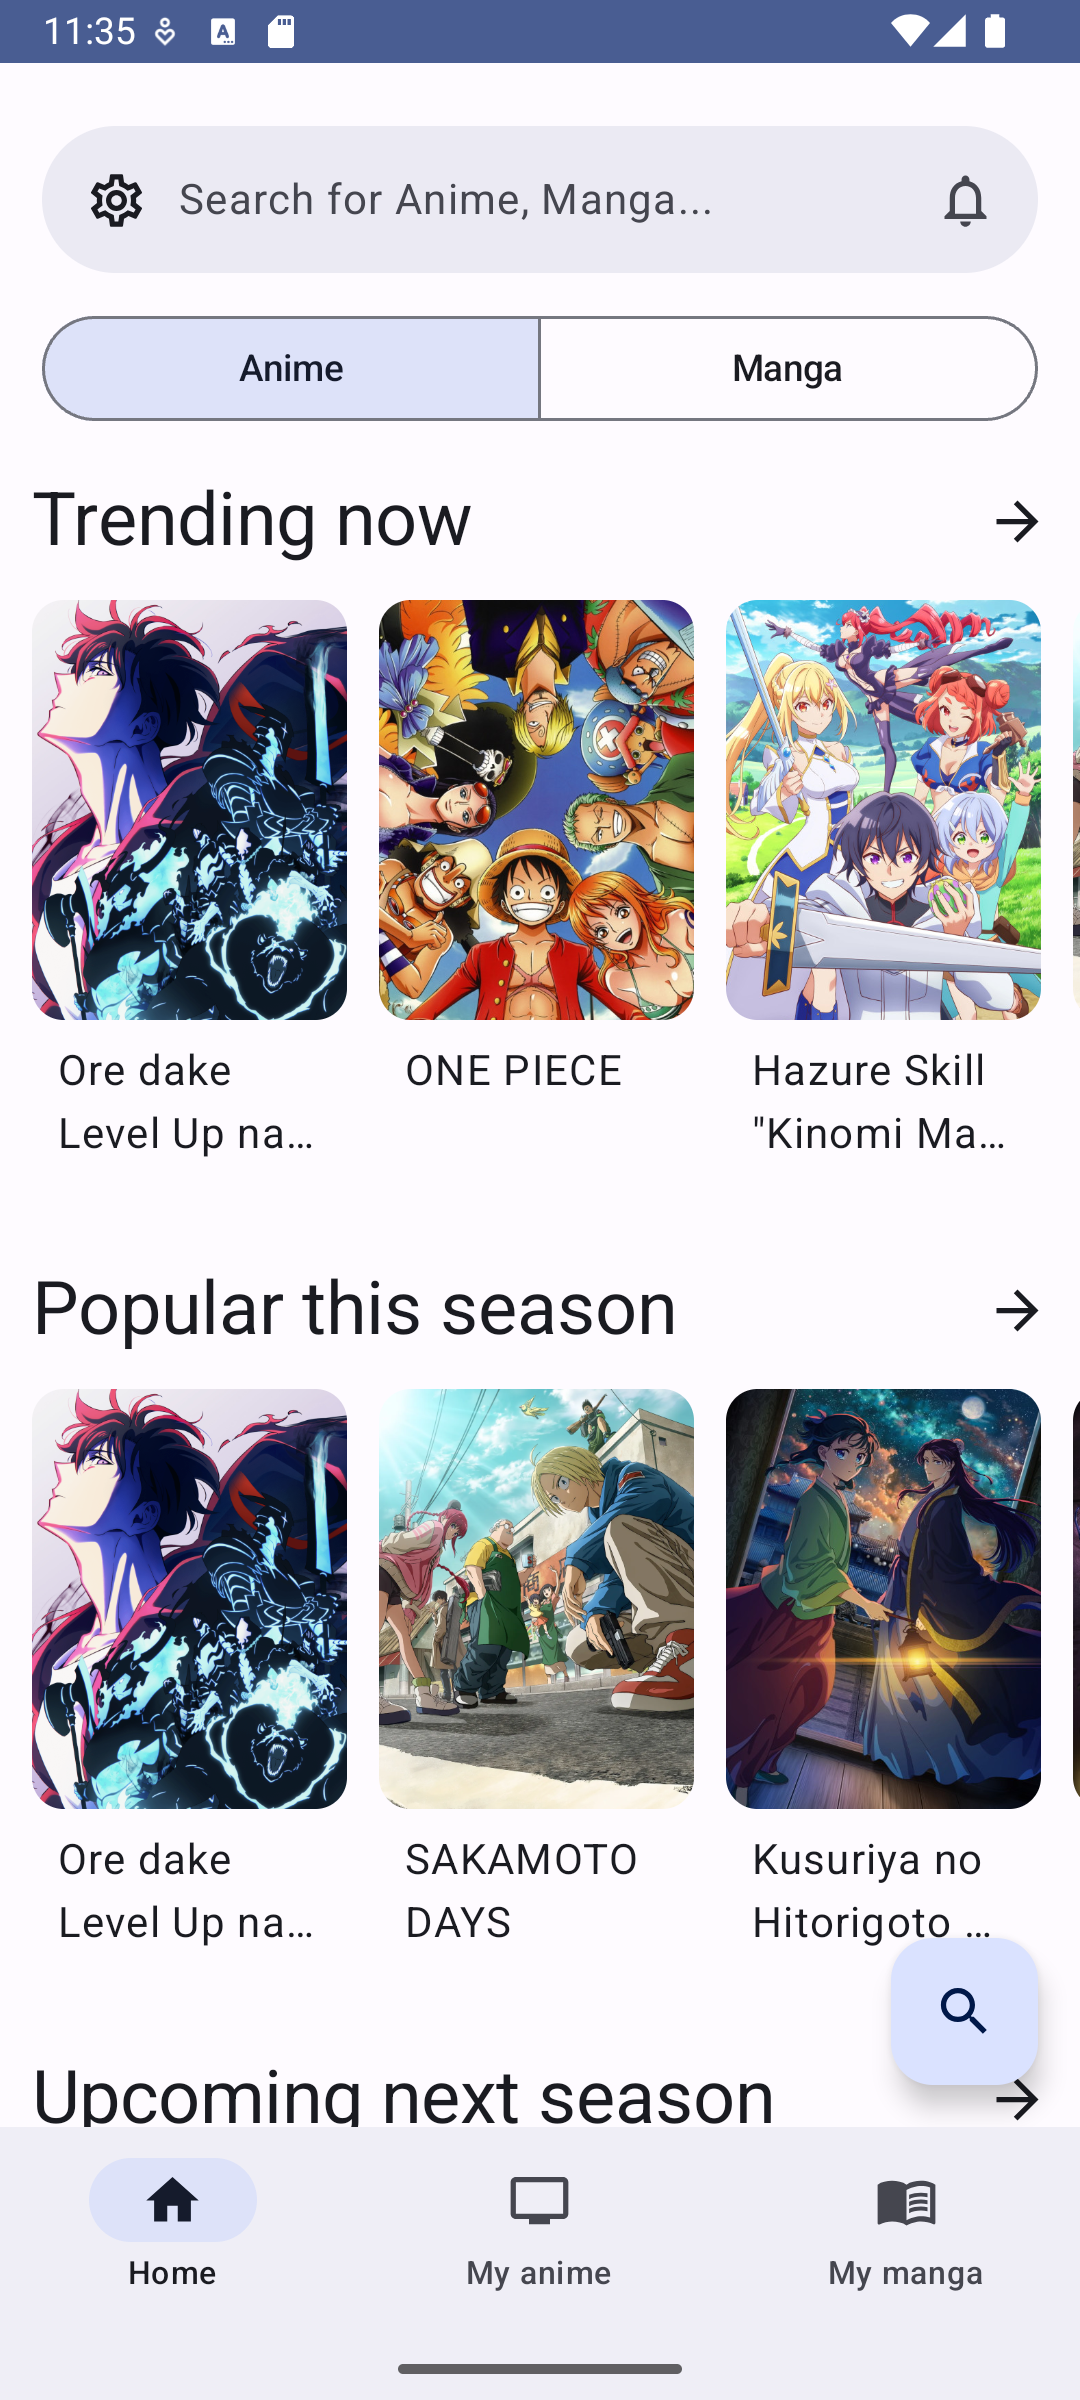 11:35
Search for Anime, Manga...
Anime
Manga
Trending now
Ore dake
Level Up na...
ONE PIECE
Hazure Skill
"Kinomi Ma...
Popular this season
Ore dake
Level Up na...
SAKAMOTO
DAYS
Kusuriya no
Hitorigoto ...
Upcoming next season
Home
My anime
My manga